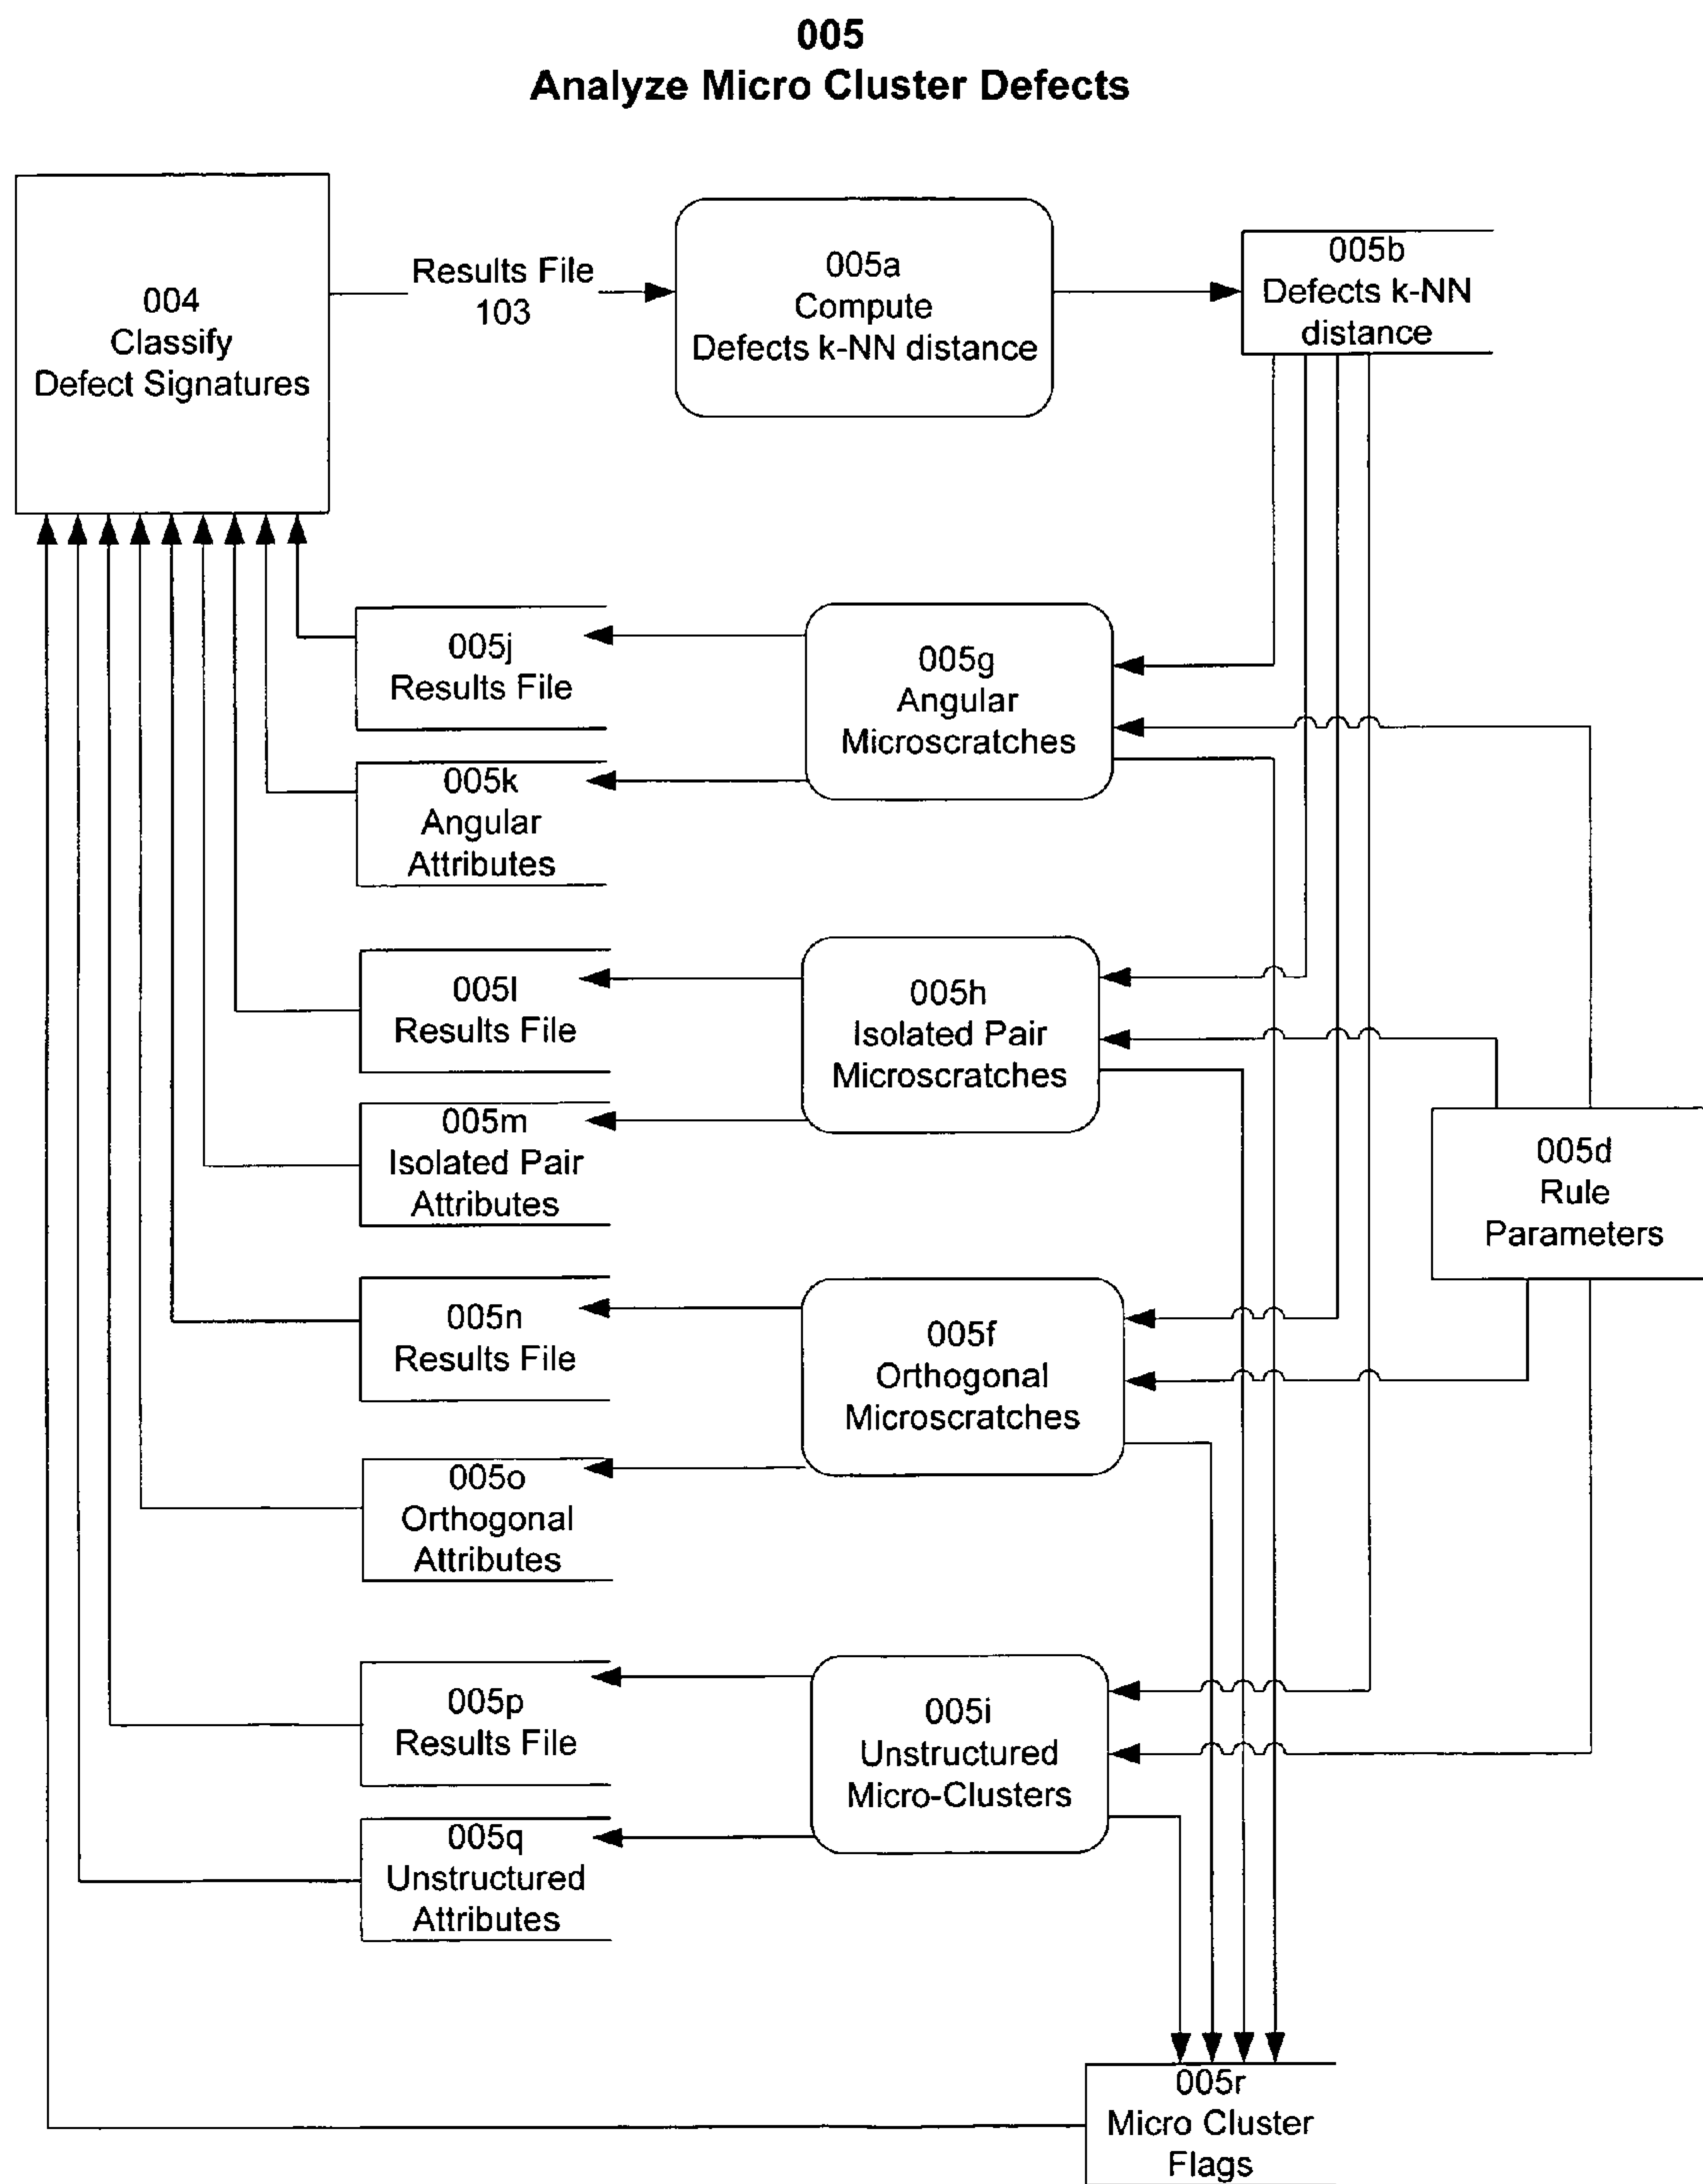 005
Analyze Micro Cluster Defects
004
Classify
Defect Signatures
Results File
103
005a
Compute
Defects k-NN distance
005b
Defects k-NN
distance
005j
Results File
005g
Angular
Microscratches
005k
Angular
Attributes
005l
Results File
005h
Isolated Pair
Microscratches
005m
Isolated Pair
Attributes
005d
Rule
Parameters
005n
Results File
005f
Orthogonal
Microscratches
005o
Orthogonal
Attributes
005p
Results File
005i
Unstructured
Micro-Clusters
005q
Unstructured
Attributes
005r
Micro Cluster
Flags